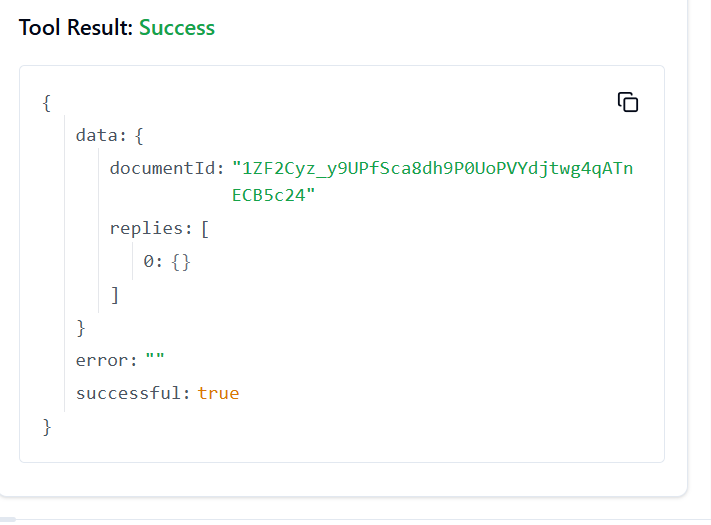 Tool Result: Success
{
data: {
documentId: "1ZF2Cyz_y9UPfSca8dh9P0UoPVYdjtwg4qATn
ECB5c24"
replies: [
0: {}
]
}
error: ""
successful: true
}